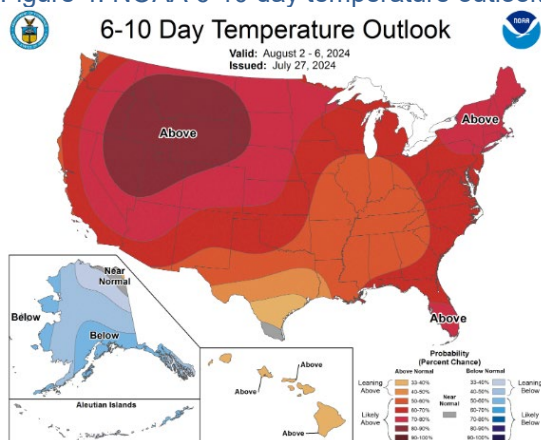 Figure 4. NOAA 6-10 day temperature outlook
6-10 Day Temperature Outlook
NOAA
Valid: August 2 - 6, 2024
Issued: July 27, 2024
Above
Above
Above
Near
Normal
Below
Below
Aleutian Islands
Above
Above
Above
Probability
(Percent Chance)
Above Normal
Below Normal
Leaning
Above
33-40%
40-50%
50-60%
60-70%
Likely
Above
70-80%
80-90%
90-100%
Near
Normal
33-40%
40-50%
50-60%
60-70%
70-80%
80-90%
90-100%
Leaning
Below
Likely
Below